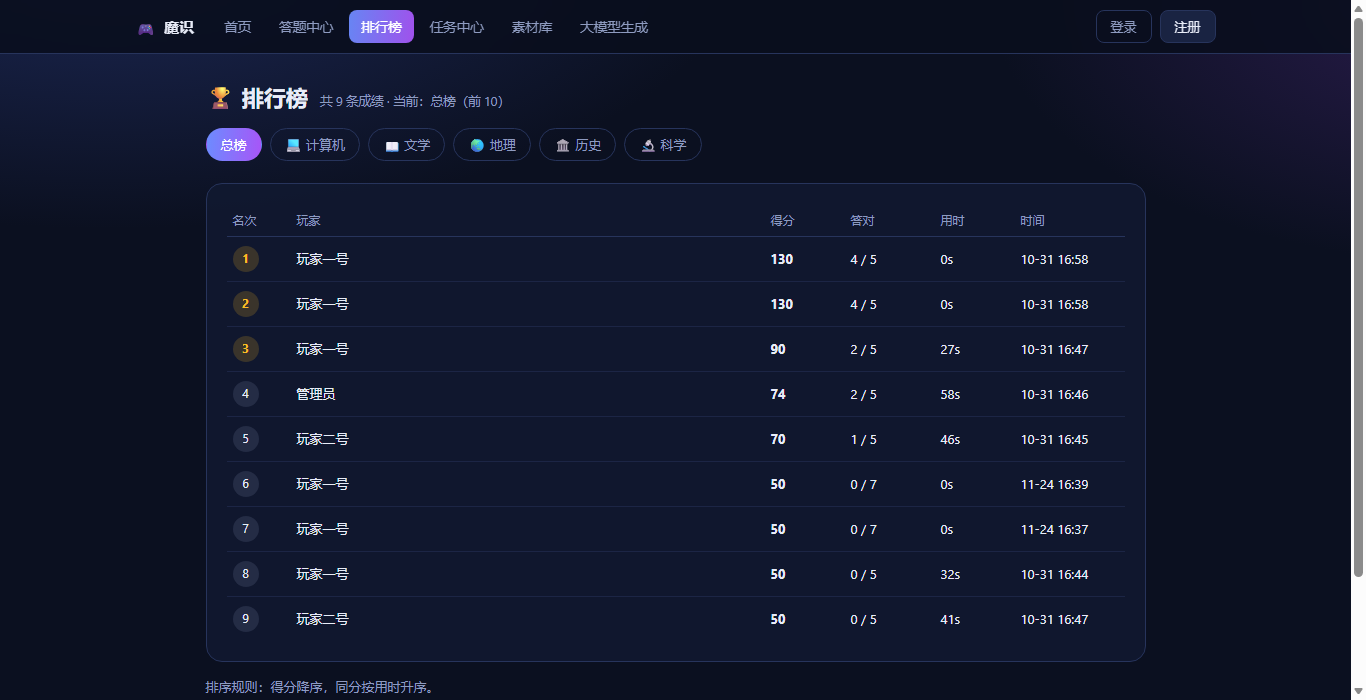 魔识 首页 答题中心 排行榜 任务中心 素材库 大模型生成 登录 注册
排行榜 共 9 条成绩 · 当前：总榜（前 10）
总榜 计算机 文学 地理 历史 科学
名次 玩家 得分 答对 用时 时间
1 玩家一号 130 4 / 5 0s 10-31 16:58
2 玩家一号 130 4 / 5 0s 10-31 16:58
3 玩家一号 90 2 / 5 27s 10-31 16:47
4 管理员 74 2 / 5 58s 10-31 16:46
5 玩家二号 70 1 / 5 46s 10-31 16:45
6 玩家一号 50 0 / 7 0s 11-24 16:39
7 玩家一号 50 0 / 7 0s 11-24 16:37
8 玩家一号 50 0 / 5 32s 10-31 16:44
9 玩家二号 50 0 / 5 41s 10-31 16:47
排序规则：得分降序，同分按用时升序。